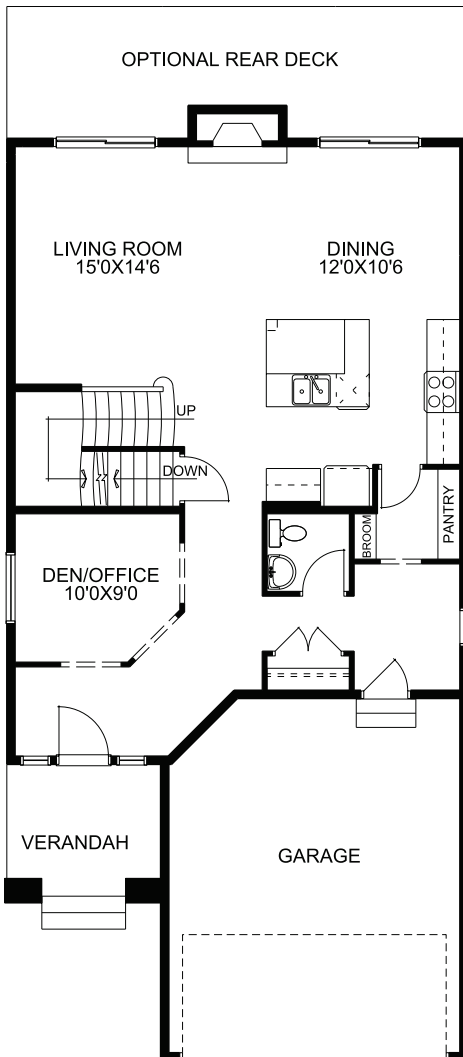 OPTIONAL REAR DECK
LIVING ROOM
15'0X14'6
DINING
12'0X10'6
UP
DOWN
BROOM
PANTRY
DEN/OFFICE
10'0X9'0
VERANDAH
GARAGE